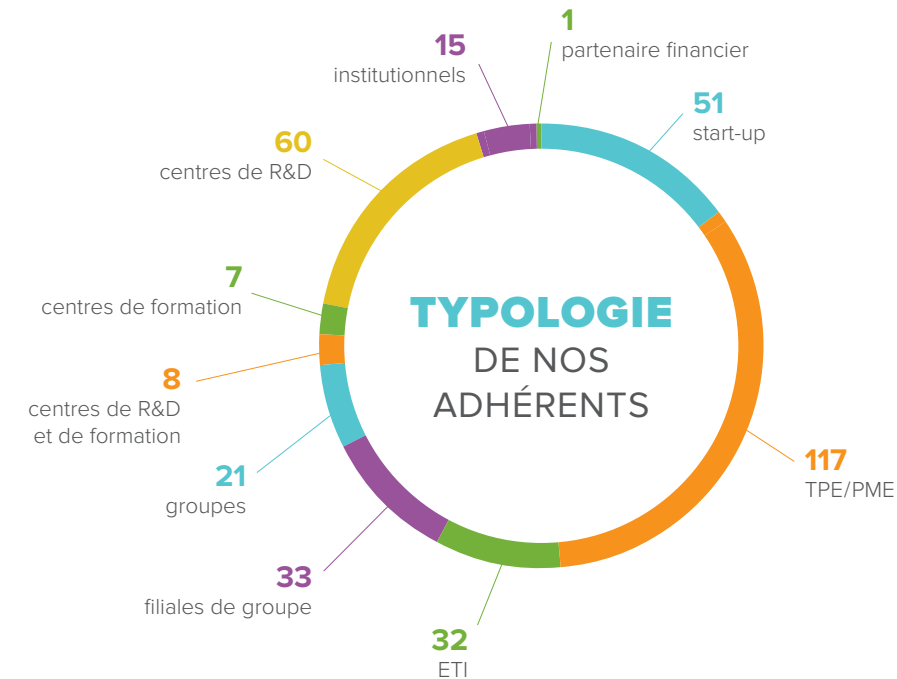 1
partenaire financier
51
start-up
117
TPE/PME
32
ETI
33
filiales de groupe
21
groupes
8
centres de R&D
et de formation
7
centres de formation
60
centres de R&D
15
institutionnels
TYPOLOGIE
DE NOS
ADHÉRENTS